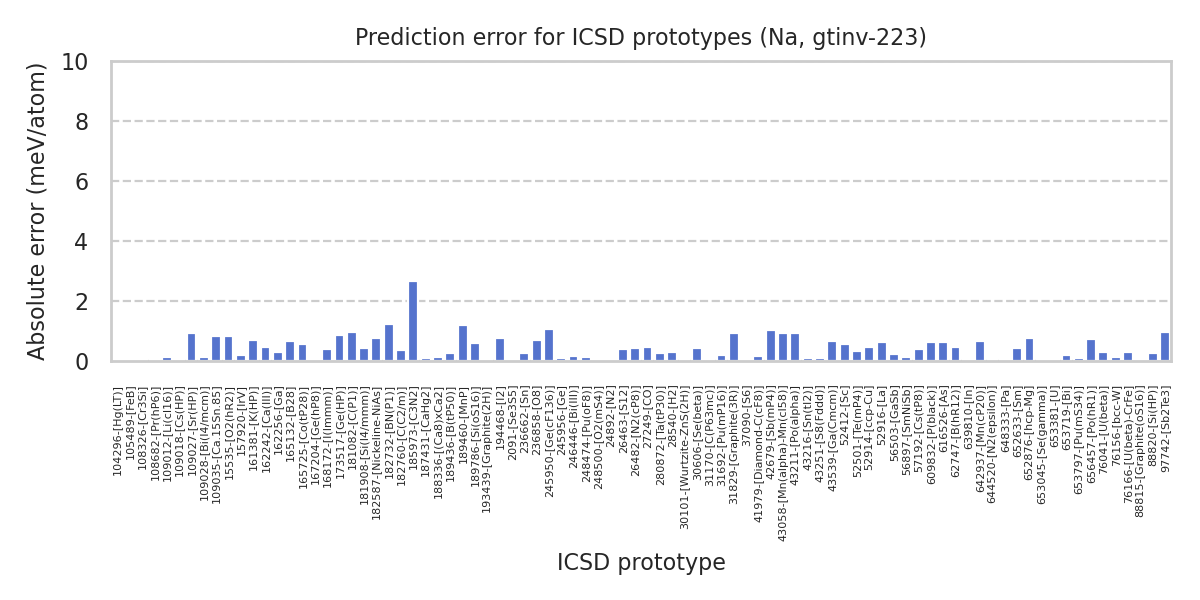 Prediction error for ICSD prototypes (Na, gtinv-223)
Absolute error (meV/atom)
10
8
6
4
2
0
104296-[Hg(LT)]
105489-[FeB]
108326-[Cr3Si]
108682-[Pr(hP6)]
109012-[Li(cI16)]
109018-[Cs(HP)]
109027-[Sr(HP)]
109028-[Bi(I4/mcm)]
109035-[Ca.15Sn.85]
15535-[O2(hR2)]
157920-[IrV]
161381-[K(HP)]
162242-[Ca(III)]
162256-[Ga]
165132-[B28]
165725-[Co(tP28)]
167204-[Ge(hP8)]
168172-[I(Immm)]
173517-[Ge(HP)]
181082-[C(P1)]
181908-[Si(I4/mmm)]
182587-[Nickeline-NiAs]
182732-[BN(P1)]
182760-[C(C2/m)]
185973-[C3N2]
187431-[CaHg2]
188336-[(Ca8)xCa2]
189436-[B(tP50)]
189460-[MnP]
189786-[Si(oS16)]
193439-[Graphite(2H)]
194468-[I2]
2091-[Se3S5]
236662-[Sn]
236858-[O8]
245950-[Ge(cF136)]
245956-[Ge]
246446-[Bi(III)]
248474-[Pu(oF8)]
248500-[O2(mS4)]
24892-[N2]
26463-[S12]
26482-[N2(cP8)]
27249-[CO]
280872-[Ta(tP30)]
28540-[H2]
30101-[Wurtzite-ZnS(2H)]
30606-[Se(beta)]
31170-[C(P63mc)]
31692-[Pu(mP16)]
31829-[Graphite(3R)]
37090-[S6]
41979-[Diamond-C(cF8)]
42679-[Sb(mP4)]
43058-[Mn(alpha)-Mn(cI58)]
43211-[Po(alpha)]
43216-[Sn(tI2)]
43251-[S8(Fddd)]
43539-[Ga(Cmcm)]
52412-[Sc]
52501-[Te(mP4)]
52914-[fcc-Cu]
52916-[La]
56503-[GaSb]
56897-[SmNiSb]
57192-[Cs(tP8)]
609832-[P(black)]
616526-[As]
62747-[B(hR12)]
639810-[In]
642937-[Mn(cP20)]
644520-[N2(epsilon)]
648333-[Pa]
652633-[Sm]
652876-[hcp-Mg]
653045-[Se(gamma)]
653381-[U]
653719-[Bi]
653797-[Pu(mS34)]
656457-[Po(hR1)]
76041-[U(beta)]
76156-[bcc-W]
76166-[U(beta)-CrFe]
88815-[Graphite(oS16)]
88820-[Si(HP)]
97742-[Sb2Te3]
ICSD prototype